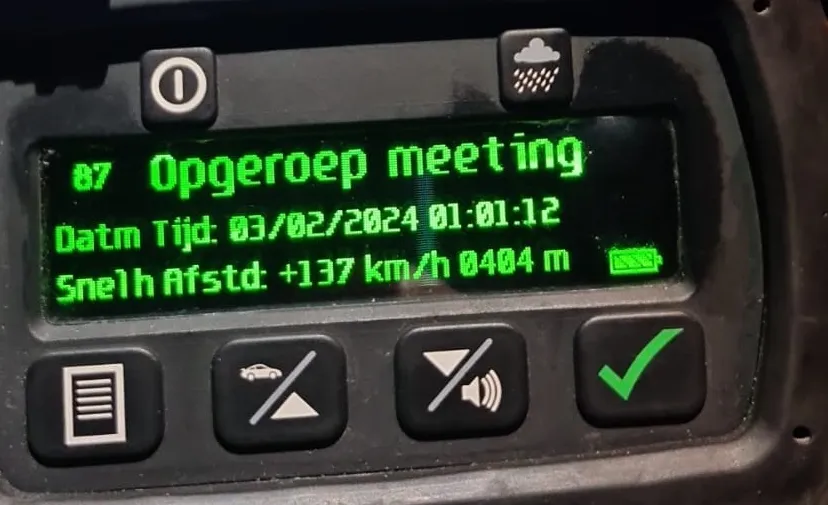 87 Opgeroep meeting
Datm Tijd: 03/02/2024 01:01:12
Snelh Afstd: +137 km/h 0404 m